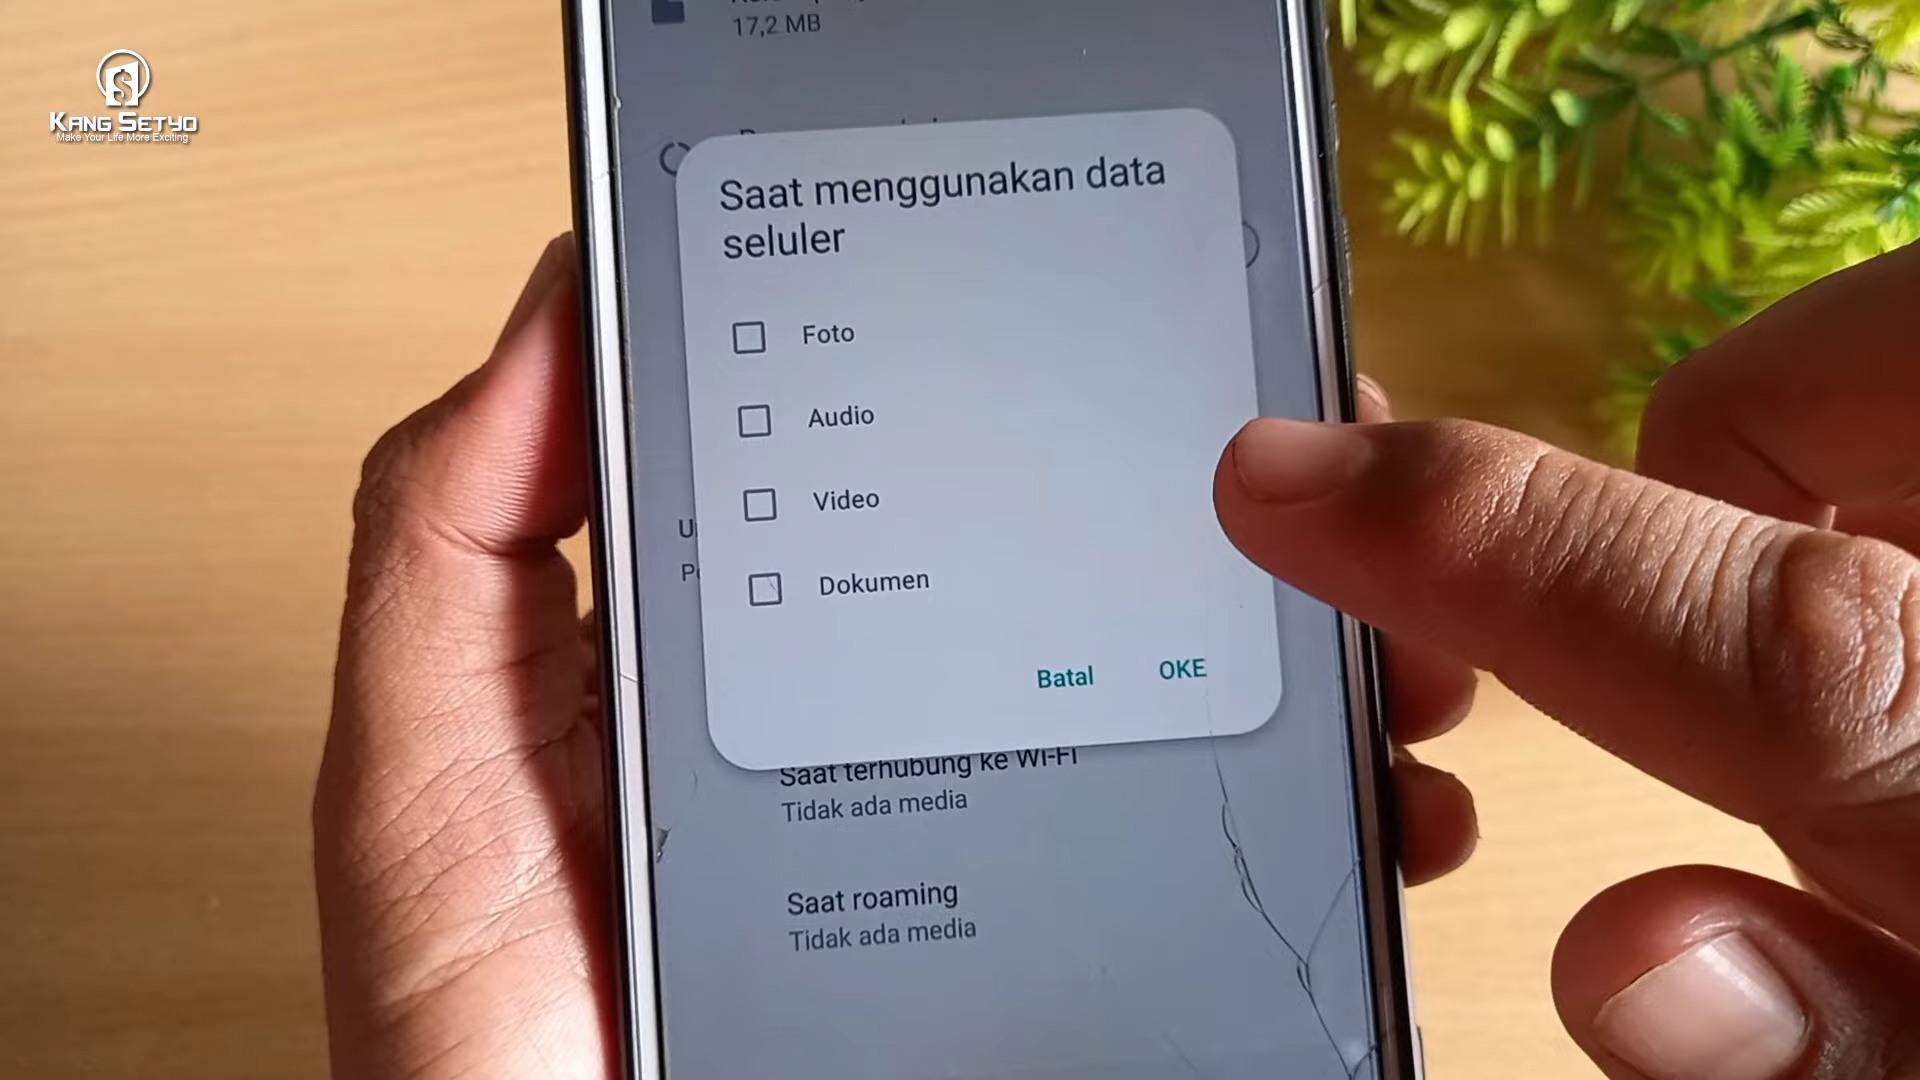 KANG SETYO
Make Your Life More Exciting
17,2 MB
Saat menggunakan data
seluler
Foto
Audio
Video
Dokumen
Batal OKE
Saat terhubung ke Wi-Fi
Tidak ada media
Saat roaming
Tidak ada media